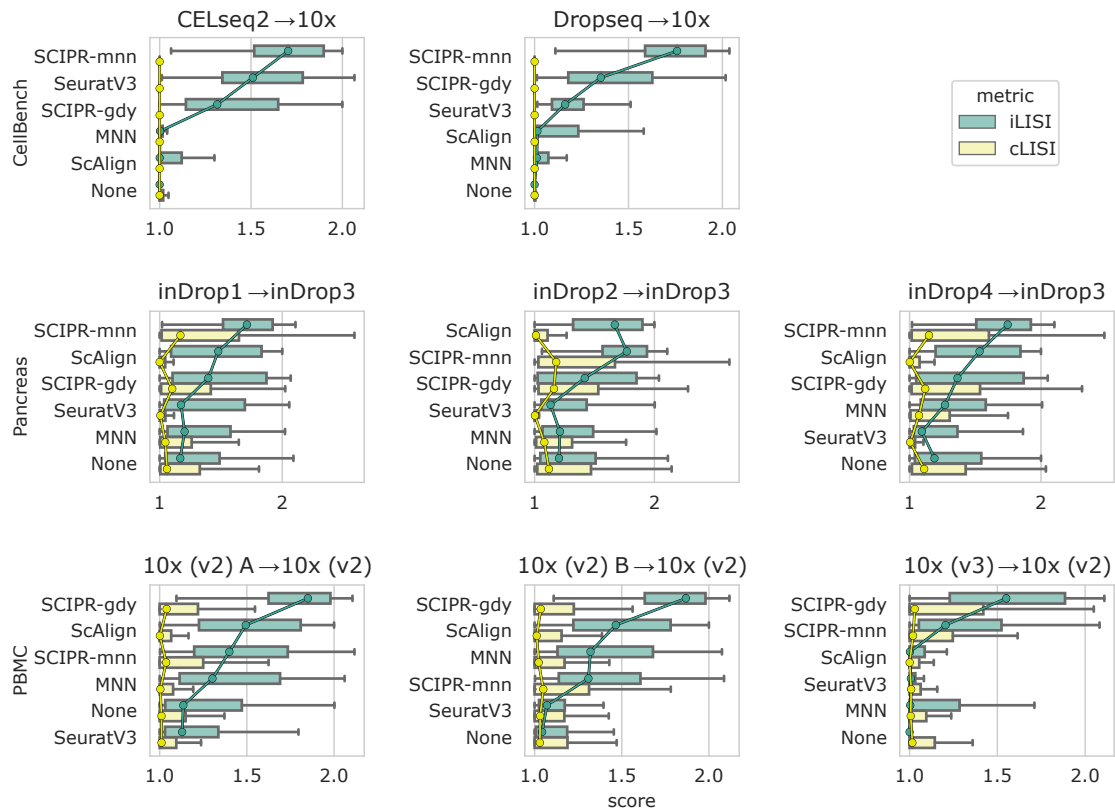 CELseq2→10x
Dropseq→10x
CellBench
SCIPR-mnn
SeuratV3
SCIPR-gdy
MNN
ScAlign
None
1.0 1.5 2.0
SCIPR-mnn
SCIPR-gdy
SeuratV3
ScAlign
MNN
None
1.0 1.5 2.0
metric
iLISI
cLISI
inDrop1→inDrop3
inDrop2→inDrop3
inDrop4→inDrop3
Pancreas
SCIPR-mnn
ScAlign
SCIPR-gdy
SeuratV3
MNN
None
1 2
ScAlign
SCIPR-mnn
SCIPR-gdy
SeuratV3
MNN
None
1 2
SCIPR-mnn
ScAlign
SCIPR-gdy
MNN
SeuratV3
None
1 2
10x (v2) A→10x (v2)
10x (v2) B→10x (v2)
10x (v3)→10x (v2)
PBMC
SCIPR-gdy
ScAlign
SCIPR-mnn
MNN
None
SeuratV3
1.0 1.5 2.0
SCIPR-gdy
ScAlign
MNN
SCIPR-mnn
SeuratV3
None
1.0 1.5 2.0
score
SCIPR-gdy
SCIPR-mnn
ScAlign
SeuratV3
MNN
None
1.0 1.5 2.0